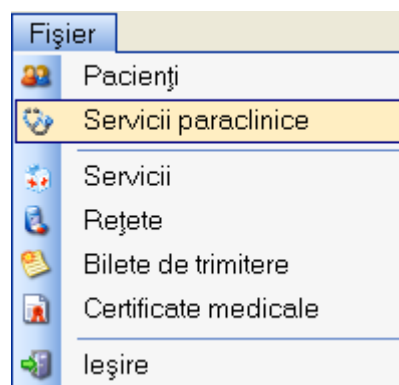 Fişier
Pacienţi
Servicii paraclinice
Servicii
Reţete
Bilete de trimitere
Certificate medicale
Ieşire